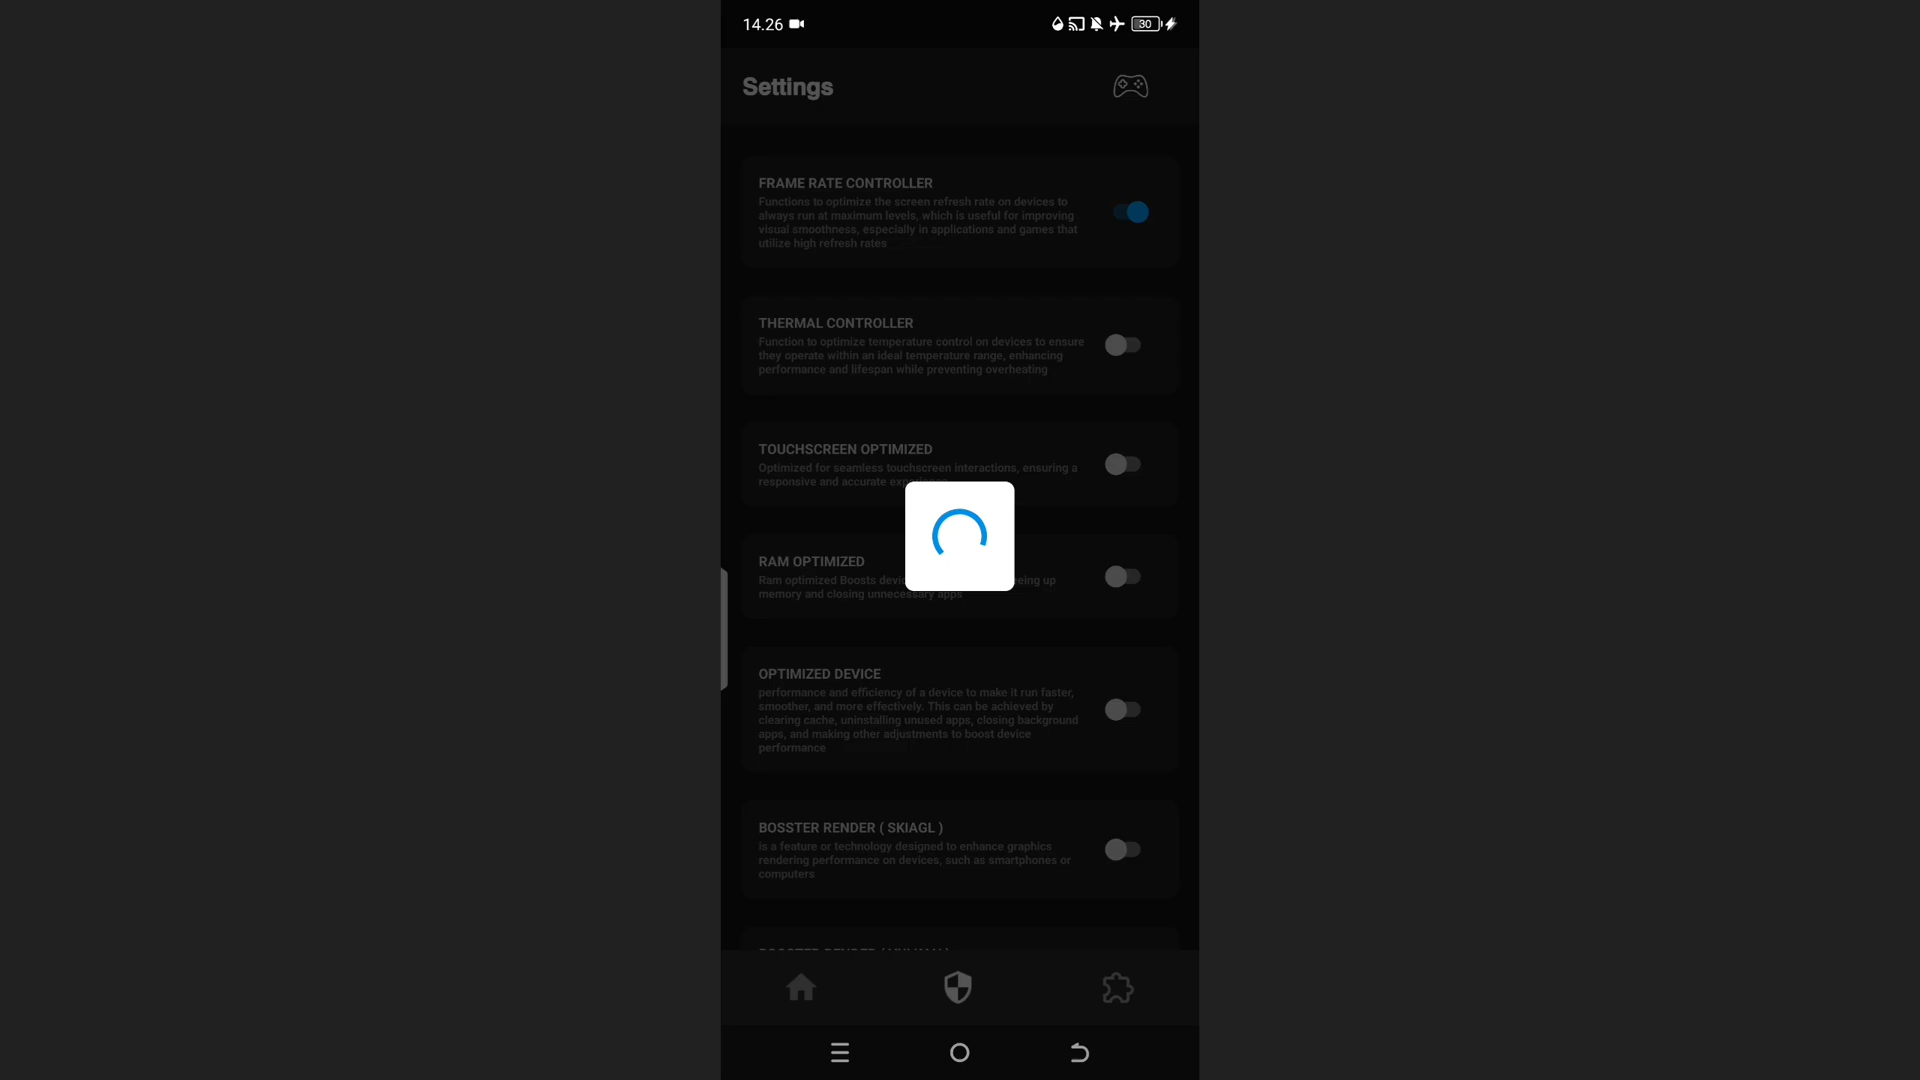 14.26
30
Settings
FRAME RATE CONTROLLER
Functions to optimize the screen refresh rate on devices to
always run at maximum levels, which is useful for improving
visual smoothness, especially in applications and games that
utilize high refresh rates
THERMAL CONTROLLER
Function to optimize temperature control on devices to ensure
they operate within an ideal temperature range, enhancing
performance and lifespan while preventing overheating
TOUCHSCREEN OPTIMIZED
Optimized for seamless touchscreen interactions, ensuring a
responsive and accurate
RAM OPTIMIZED
Ram optimized Boosts up
memory and closing unnecessary apps
OPTIMIZED DEVICE
performance and efficiency of a device to make it run faster,
smoother, and more effectively. This can be achieved by
clearing cache, uninstalling unused apps, closing background
apps, and making other adjustments to boost device
performance
BOSSTER RENDER ( SKIAGL )
is a feature or technology designed to enhance graphics
rendering performance on devices, such as smartphones or
computers